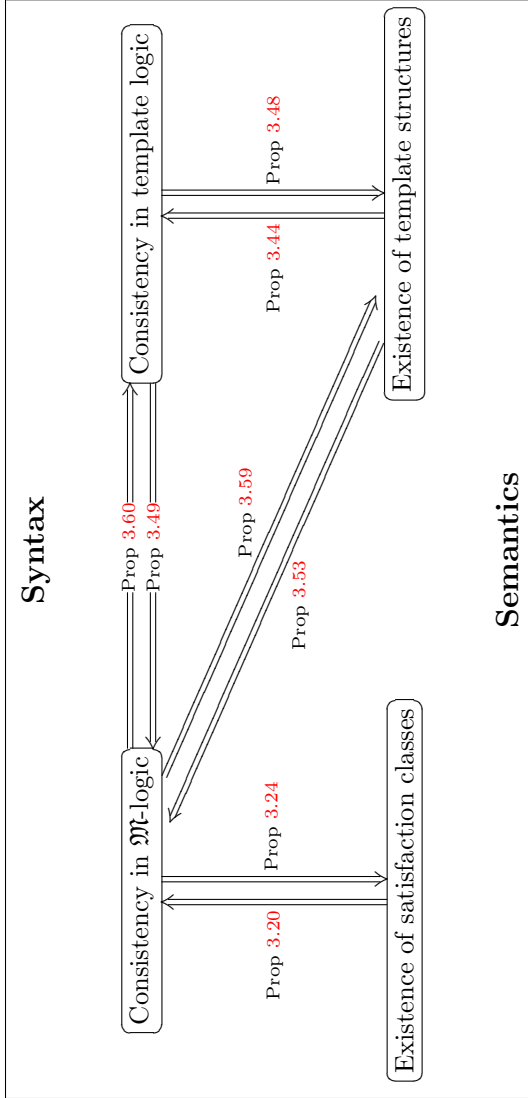 Syntax
Consistency in 𝔐-logic
Consistency in template logic
Prop 3.60
Prop 3.49
Prop 3.20
Prop 3.24
Prop 3.59
Prop 3.53
Prop 3.44
Prop 3.48
Existence of satisfaction classes
Existence of template structures
Semantics